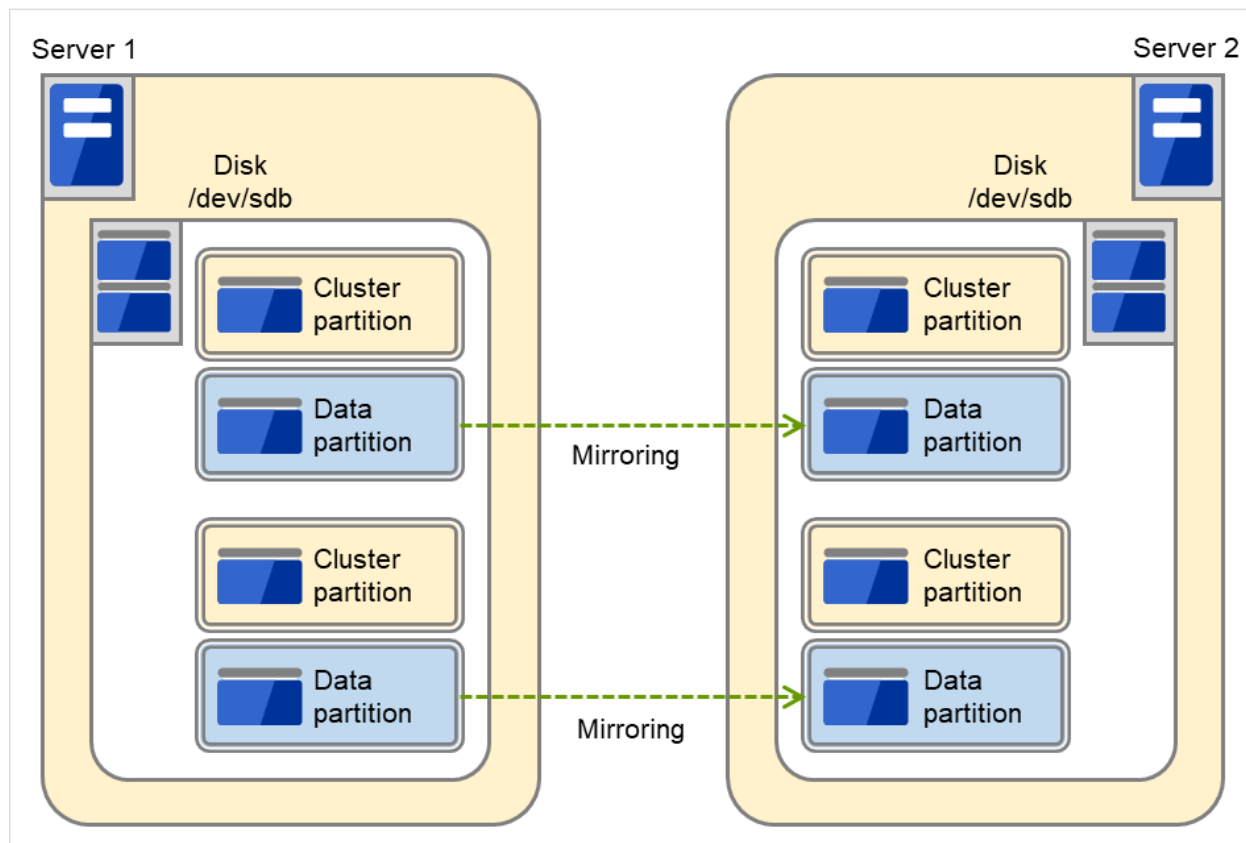 Server 1
Server 2
Disk
/dev/sdb
Disk
/dev/sdb
Cluster
partition
Cluster
partition
Data
partition
Mirroring
Data
partition
Cluster
partition
Cluster
partition
Data
partition
Mirroring
Data
partition